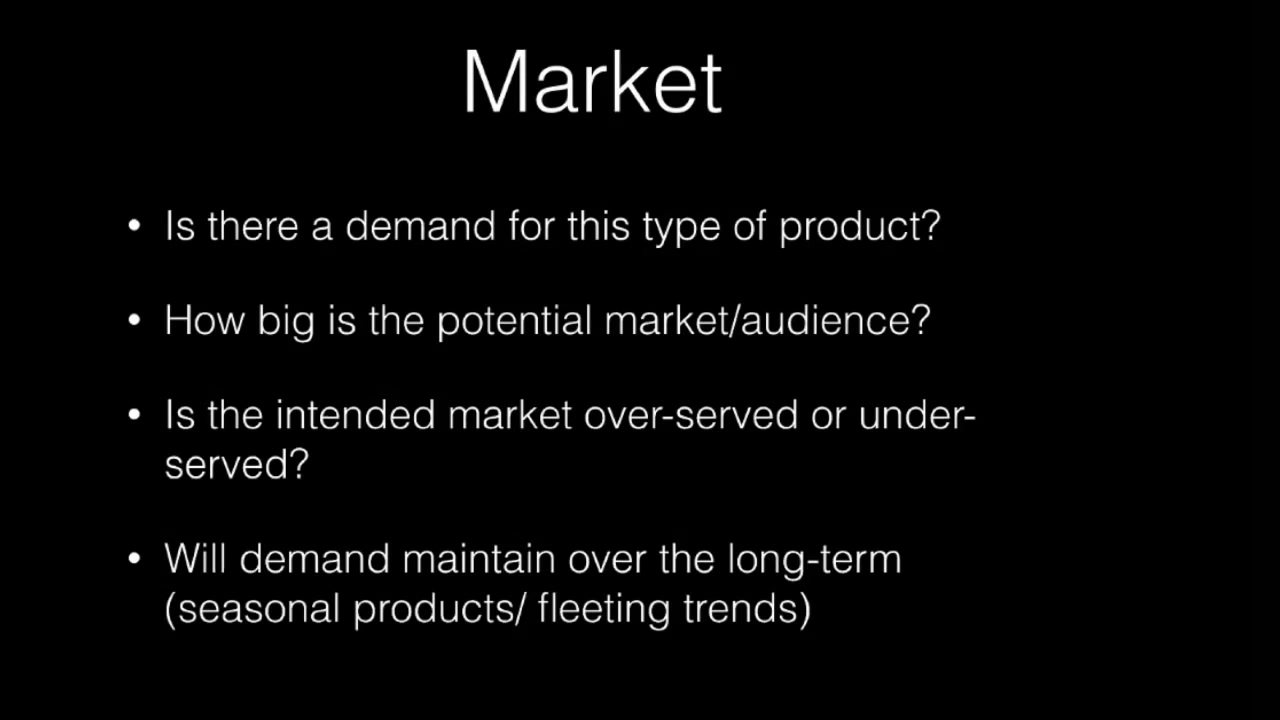 Market
• Is there a demand for this type of product?
• How big is the potential market/audience?
• Is the intended market over-served or under-
served?
• Will demand maintain over the long-term
(seasonal products/ fleeting trends)